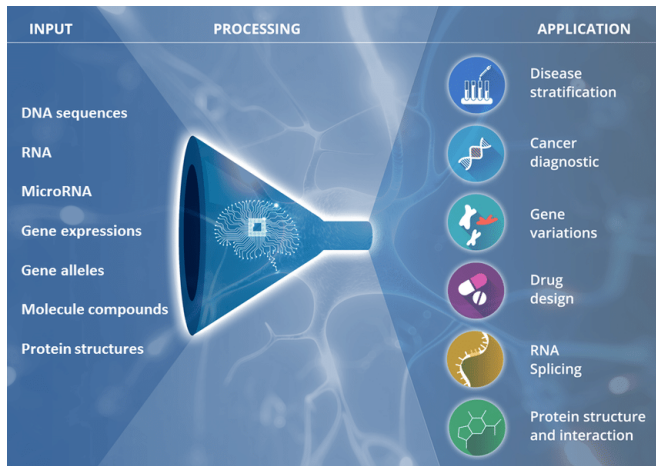 INPUT
PROCESSING
APPLICATION
DNA sequences
RNA
MicroRNA
Gene expressions
Gene alleles
Molecule compounds
Protein structures
Disease
stratification
Cancer
diagnostic
Gene
variations
Drug
design
RNA
Splicing
Protein structure
and interaction